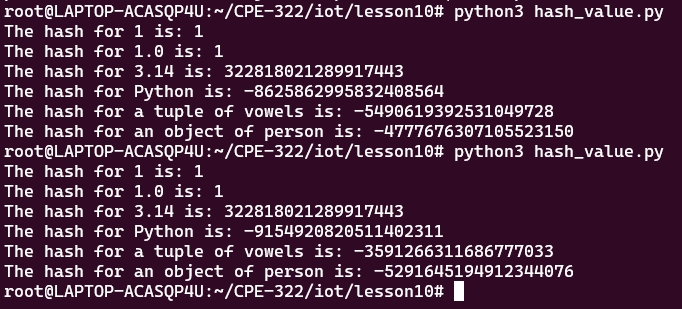 root@LAPTOP-ACASQP4U:~/CPE-322/iot/lesson10# python3 hash_value.py
The hash for 1 is: 1
The hash for 1.0 is: 1
The hash for 3.14 is: 322818021289917443
The hash for Python is: -8625862995832408564
The hash for a tuple of vowels is: -5490619392531049728
The hash for an object of person is: -4777676307105523150
root@LAPTOP-ACASQP4U:~/CPE-322/iot/lesson10# python3 hash_value.py
The hash for 1 is: 1
The hash for 1.0 is: 1
The hash for 3.14 is: 322818021289917443
The hash for Python is: -9154920820511402311
The hash for a tuple of vowels is: -3591266311686777033
The hash for an object of person is: -5291645194912344076
root@LAPTOP-ACASQP4U:~/CPE-322/iot/lesson10#